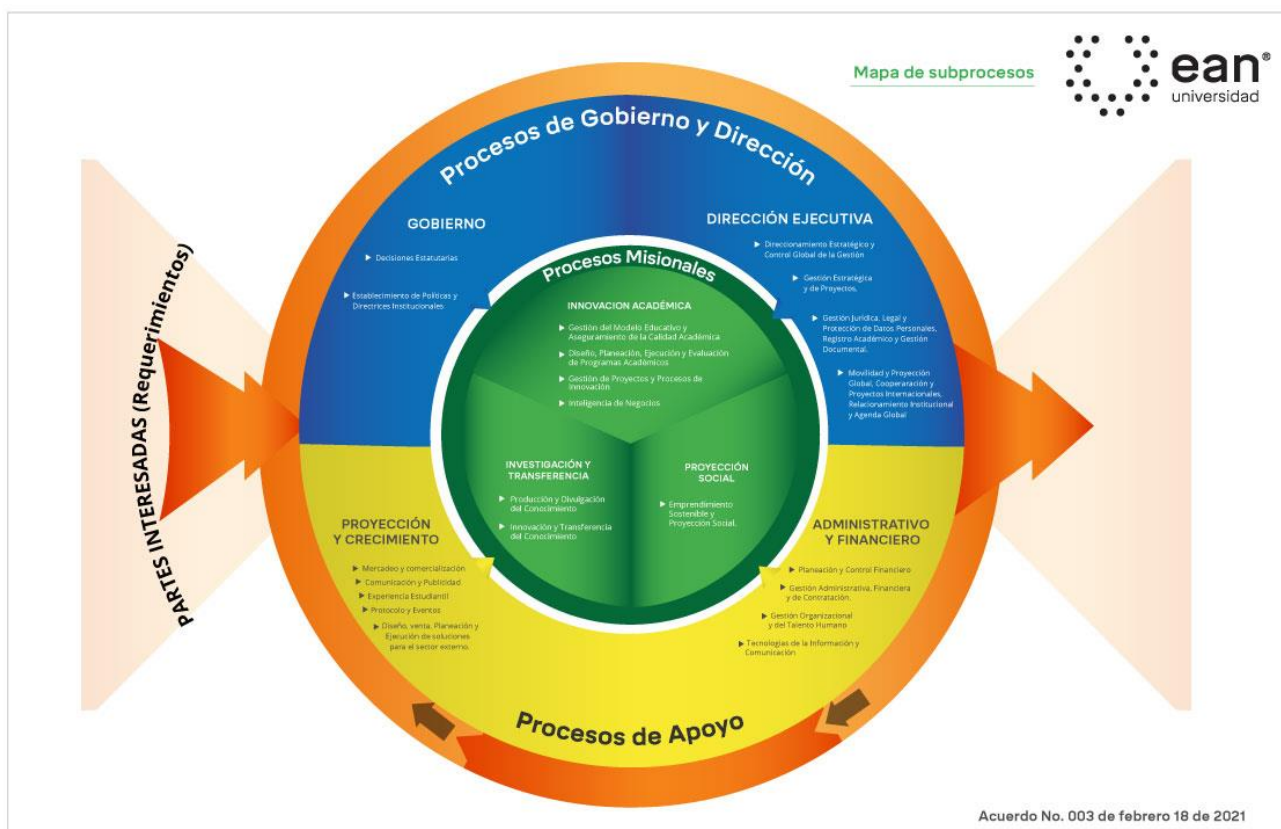 Mapa de subprocesos
ean®
universidad
PARTES INTERESADAS (Requerimientos)
Procesos de Gobierno y Dirección
GOBIERNO
▶ Decisiones Estatutarias
▶ Establecimiento de Políticas y
Directrices Institucionales
DIRECCIÓN EJECUTIVA
▶ Direccionamiento Estratégico y
Control Global de la Gestión
▶ Gestión Estratégica
y de Proyectos,
▶ Gestión Jurídica, Legal y
Protección de Datos Personales,
Registro Académico y Gestión
Documental.
▶ Movilidad y Proyección
Global, Cooperaración y
Proyectos Internacionales,
Relacionamiento Institucional
y Agenda Global
Procesos Misionales
INNOVACION ACADÉMICA
▶ Gestión del Modelo Educativo y
Aseguramiento de la Calidad Académica
▶ Diseño, Planeación, Ejecución y Evaluación
de Programas Académicos
▶ Gestión de Proyectos y Procesos de
Innovación
▶ Inteligencia de Negocios
INVESTIGACIÓN Y
TRANSFERENCIA
▶ Producción y Divulgación
del Conocimiento
▶ Innovación y Transferencia
del Conocimiento
PROYECCIÓN
SOCIAL
▶ Emprendimiento
Sostenible y
Proyección Social.
PROYECCIÓN
Y CRECIMIENTO
▶ Mercadeo y comercialización
▶ Comunicación y Publicidad
▶ Experiencia Estudiantil
▶ Protocolo y Eventos
▶ Diseño, venta, Planeación y
Ejecución de soluciones
para el sector externo.
ADMINISTRATIVO
Y FINANCIERO
▶ Planeación y Control Financiero
▶ Gestión Administrativa, Financiera
y de Contratación.
▶ Gestión Organizacional
y del Talento Humano
▶ Tecnologías de la Información y
Comunicación
Procesos de Apoyo
Acuerdo No. 003 de febrero 18 de 2021